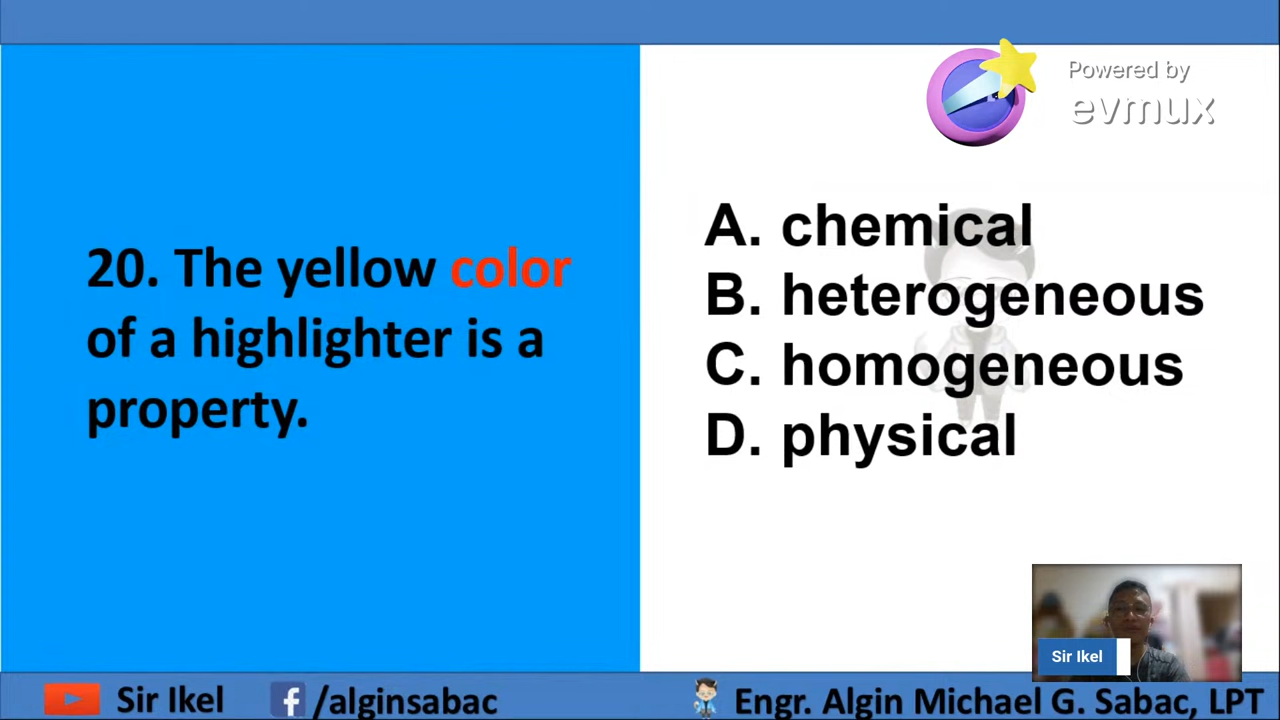 Powered by
evmux
20. The yellow color
of a highlighter is a
property.
A. chemical
B. heterogeneous
C. homogeneous
D. physical
Sir Ikel
Sir Ikel
/alginsabac
Engr. Algin Michael G. Sabac, LPT